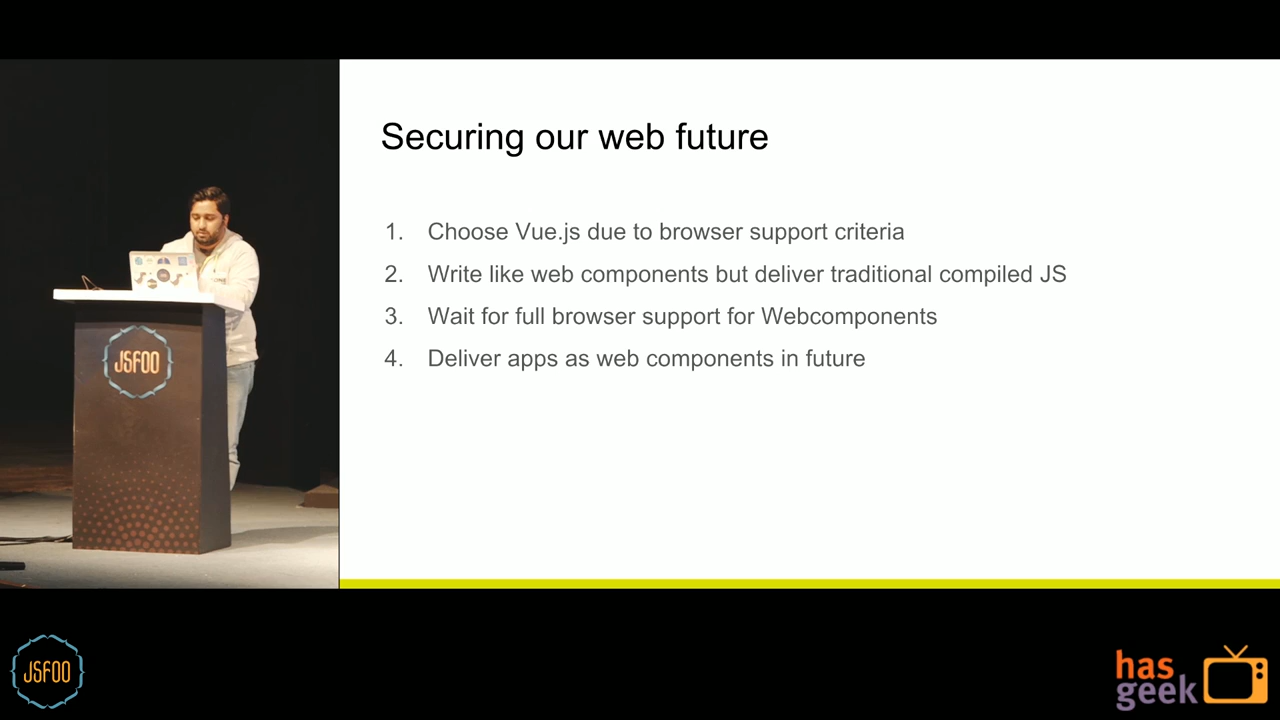 Securing our web future
1. Choose Vue.js due to browser support criteria
2. Write like web components but deliver traditional compiled JS
3. Wait for full browser support for Webcomponents
4. Deliver apps as web components in future
JSFOO
JSFOO
has
geek